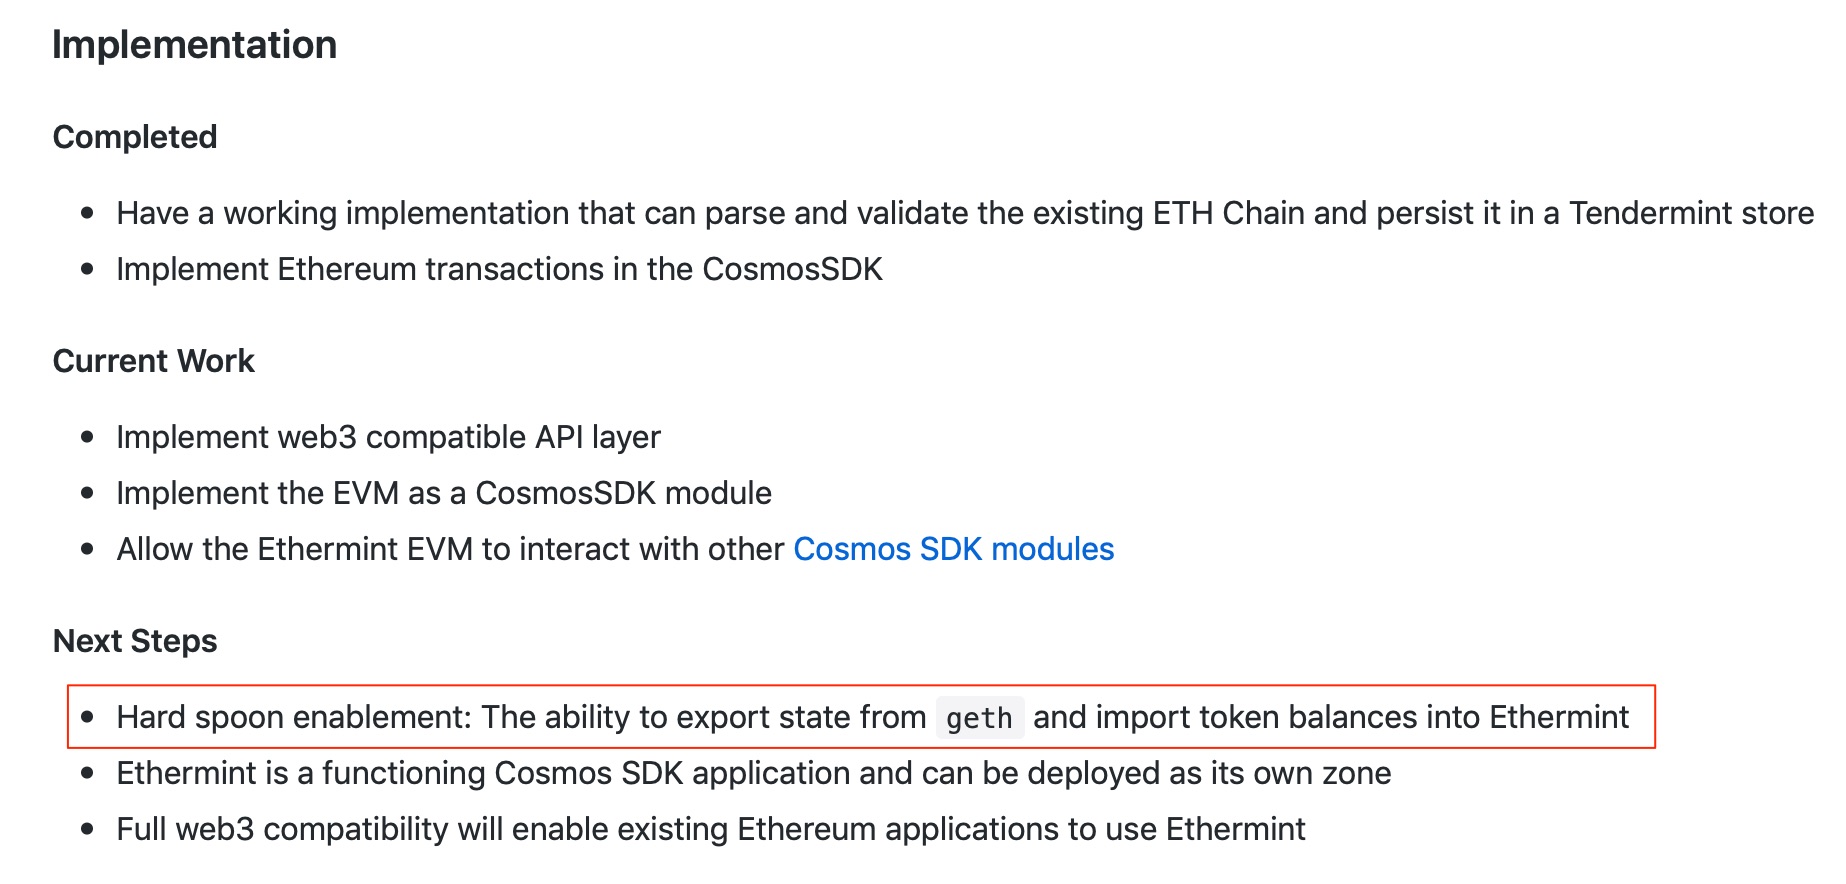 Implementation
Completed
Have a working implementation that can parse and validate the existing ETH Chain and persist it in a Tendermint store
Implement Ethereum transactions in the CosmosSDK
Current Work
Implement web3 compatible API layer
Implement the EVM as a CosmosSDK module
Allow the Ethermint EVM to interact with other Cosmos SDK modules
Next Steps
Hard spoon enablement: The ability to export state from geth and import token balances into Ethermint
Ethermint is a functioning Cosmos SDK application and can be deployed as its own zone
Full web3 compatibility will enable existing Ethereum applications to use Ethermint